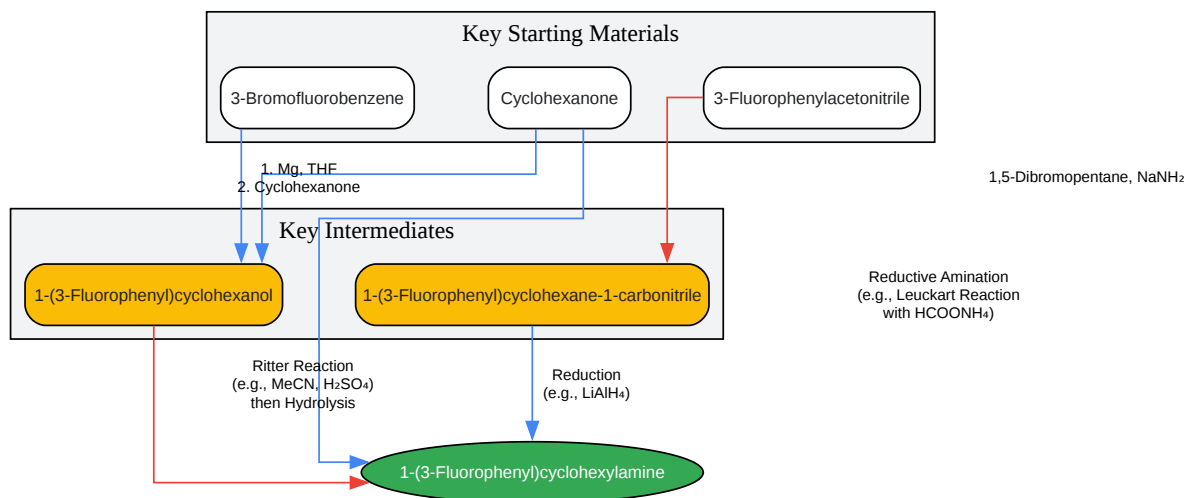 Key Starting Materials
3-Bromofluorobenzene
Cyclohexanone
3-Fluorophenylacetonitrile
1. Mg, THF
2. Cyclohexanone
1,5-Dibromopentane, NaNH₂
Key Intermediates
1-(3-Fluorophenyl)cyclohexanol
1-(3-Fluorophenyl)cyclohexane-1-carbonitrile
Reductive Amination
(e.g., Leuckart Reaction
with HCOONH₄)
Ritter Reaction
(e.g., MeCN, H₂SO₄)
then Hydrolysis
Reduction
(e.g., LiAlH₄)
1-(3-Fluorophenyl)cyclohexylamine